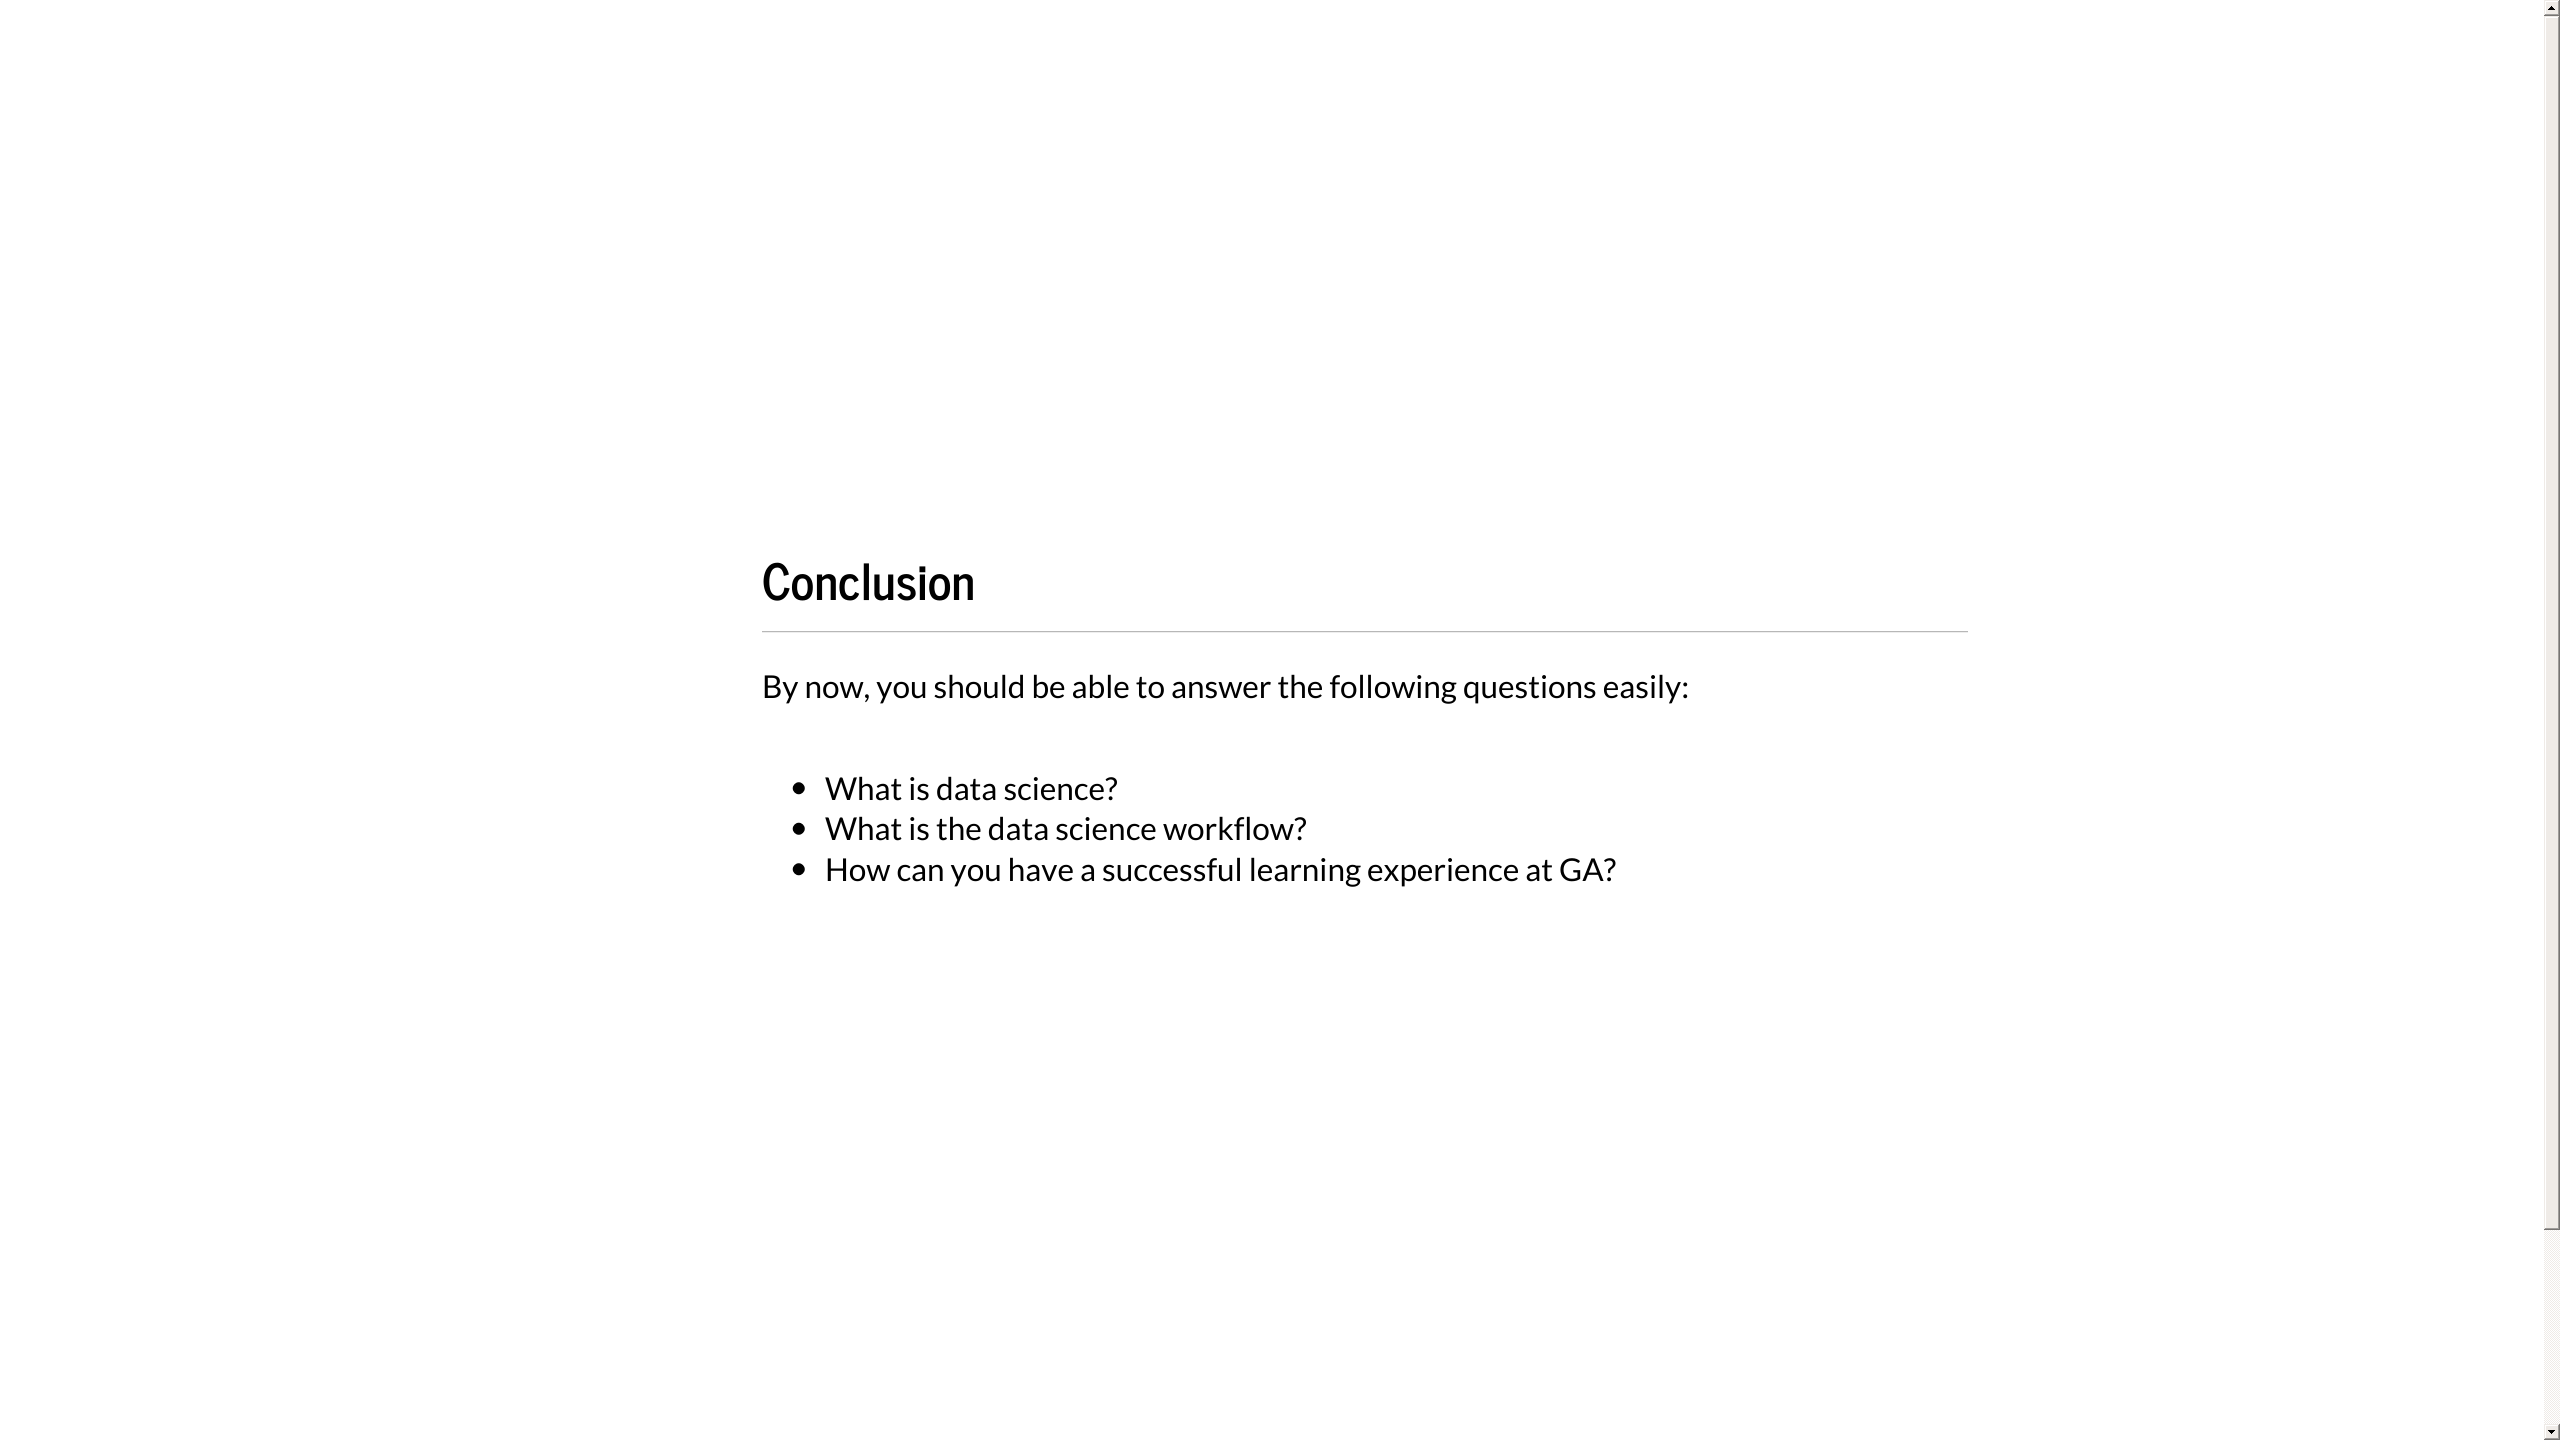 Conclusion
By now, you should be able to answer the following questions easily:
• What is data science?
• What is the data science workflow?
• How can you have a successful learning experience at GA?